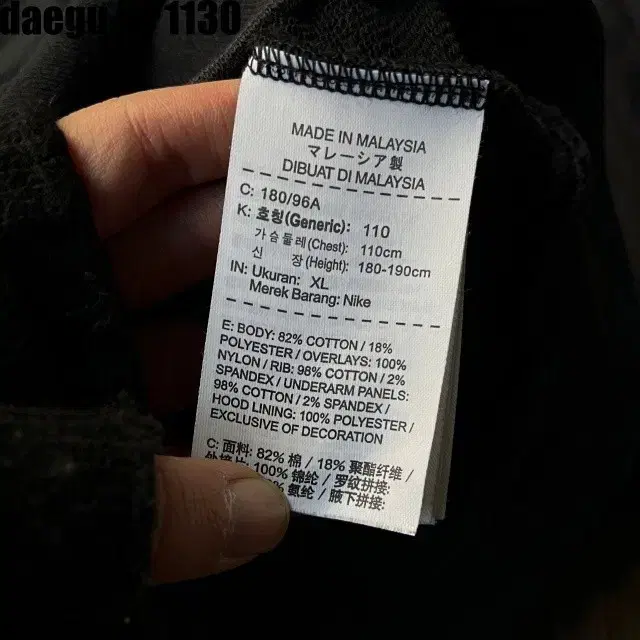 daegu 1130
MADE IN MALAYSIA
マレーシア製
DIBUAT DI MALAYSIA
C: 180/96A
K: 호칭(Generic): 110
가슴둘레(Chest): 110cm
신 장(Height): 180-190cm
IN: Ukuran: XL
Merek Barang: Nike
E: BODY: 82% COTTON / 18%
POLYESTER / OVERLAYS: 100%
NYLON / RIB: 98% COTTON / 2%
SPANDEX / UNDERARM PANELS:
98% COTTON / 2% SPANDEX /
HOOD LINING: 100% POLYESTER /
EXCLUSIVE OF DECORATION
C: 面料: 82% 棉 / 18% 聚酯纤维 /
100% 锦纶 / 罗纹拼接:
氨纶 / 腋下拼接: